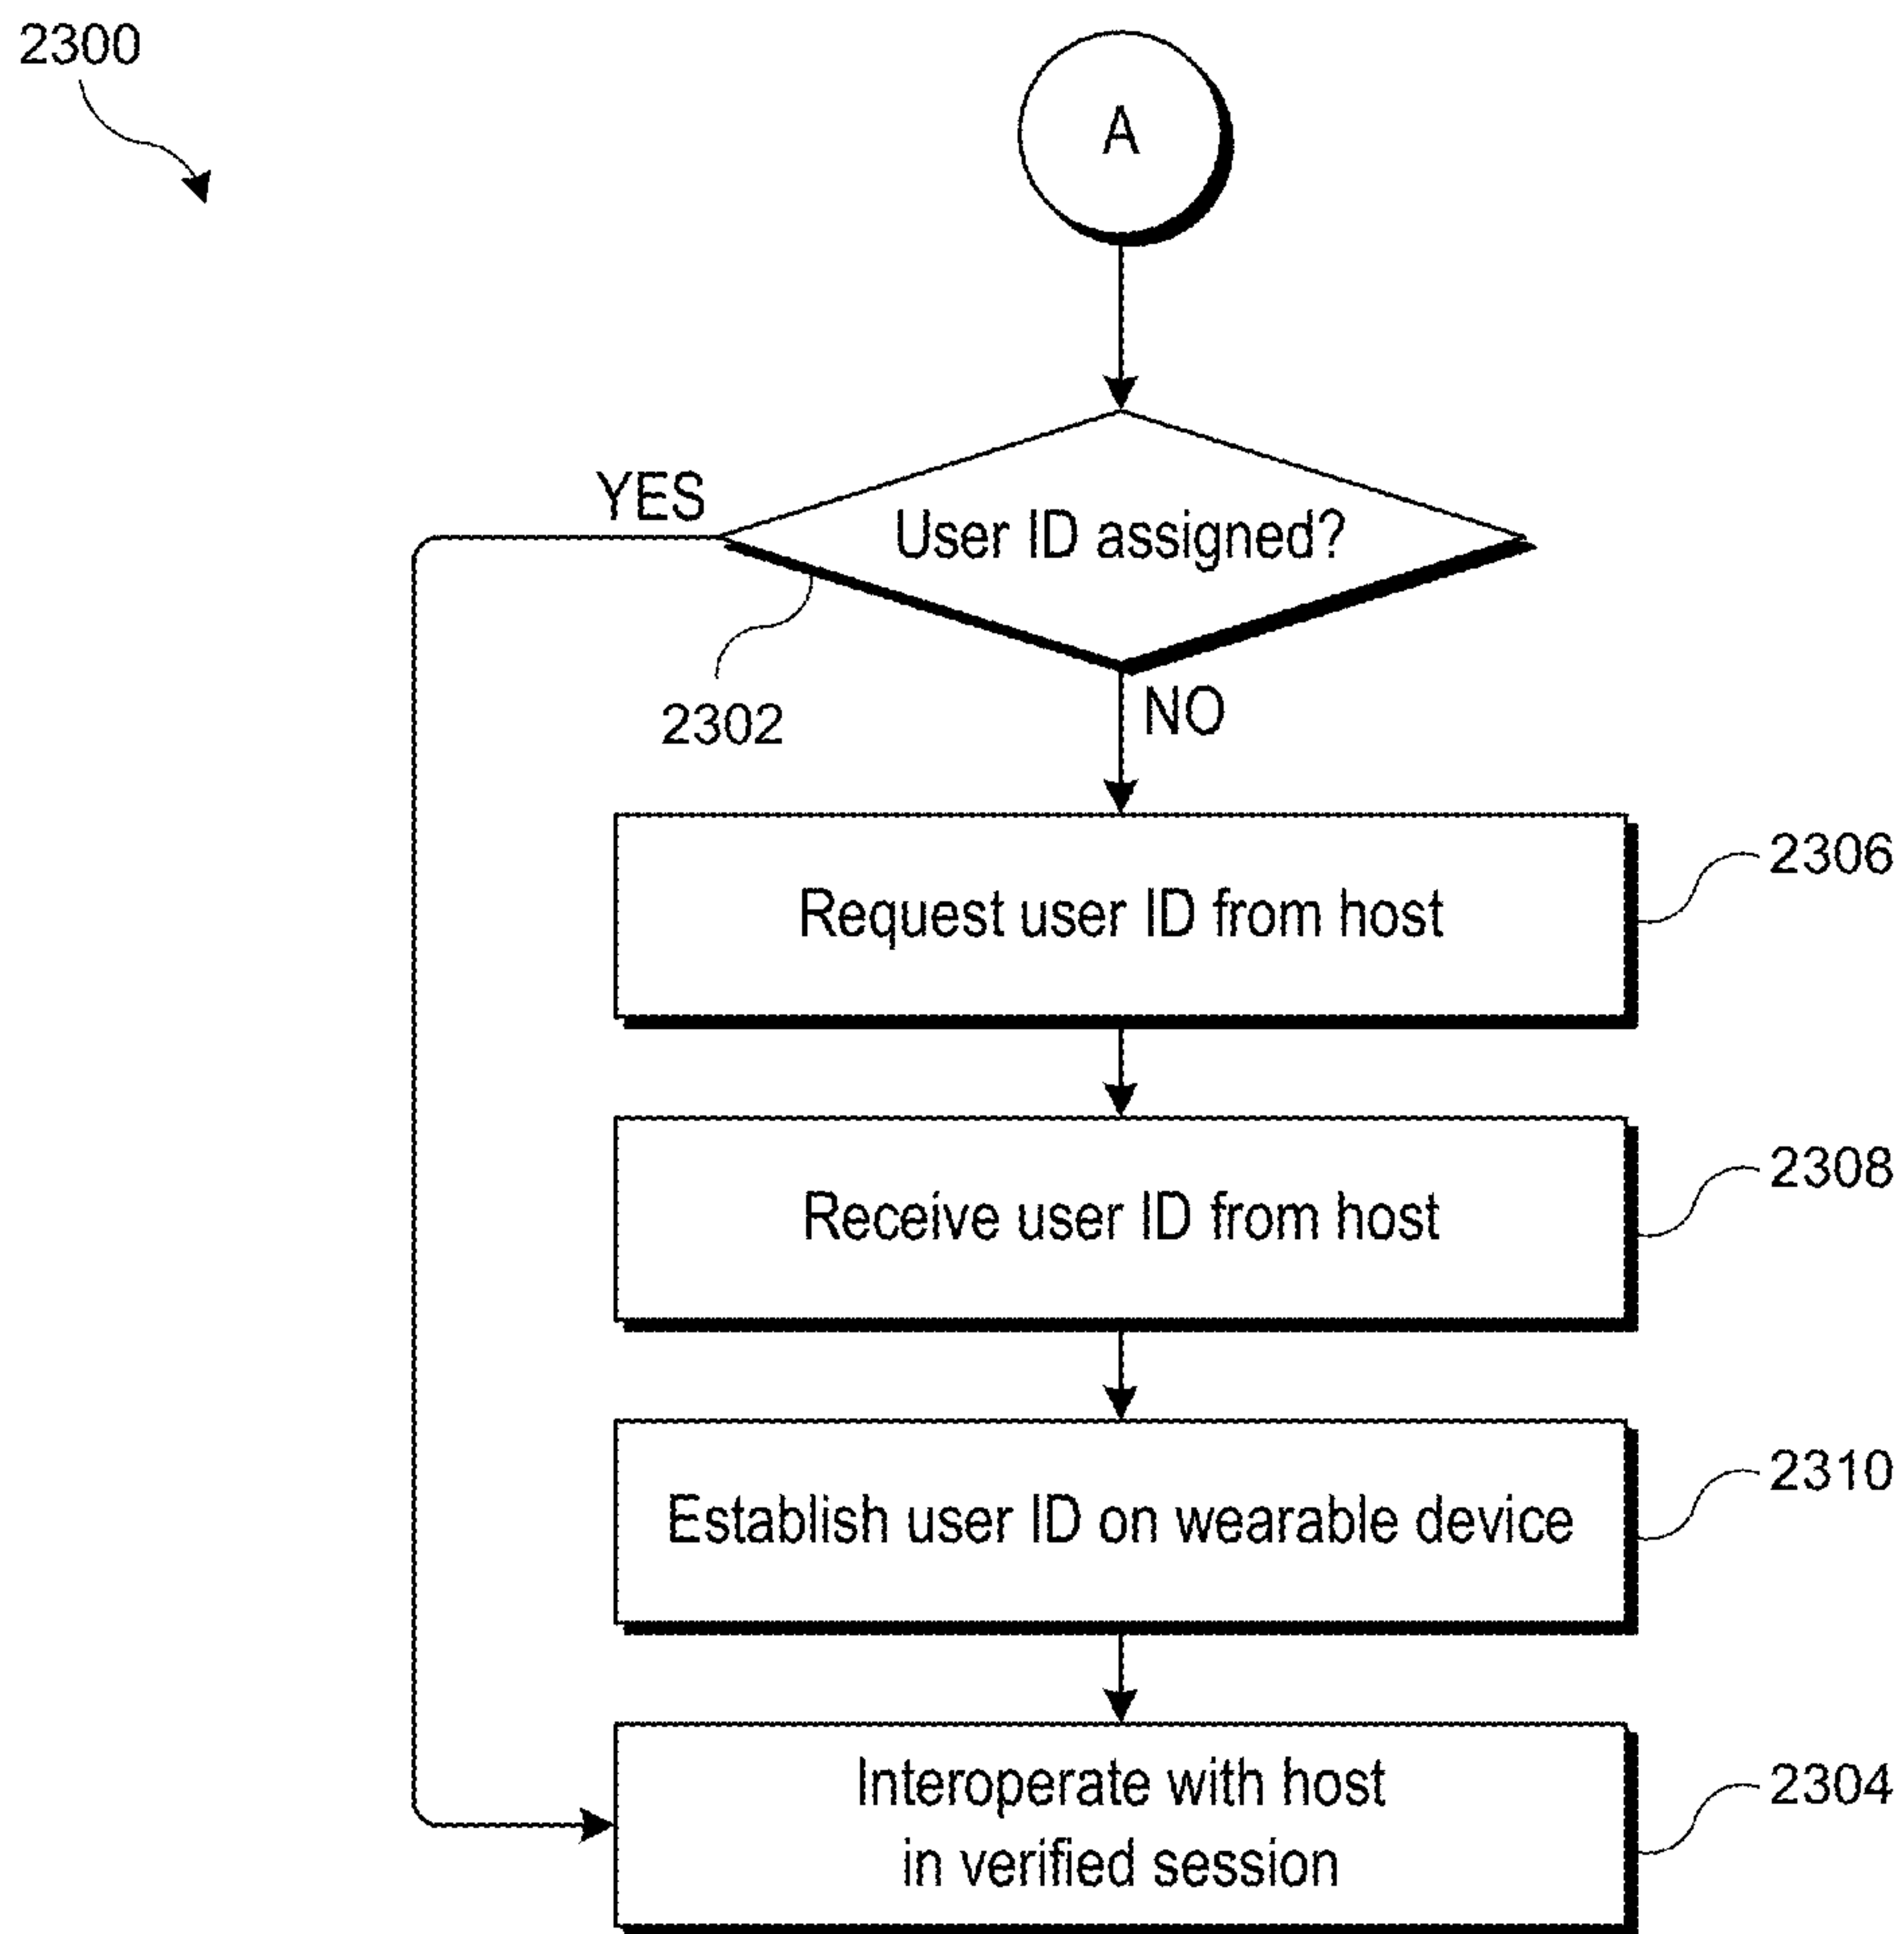 2300
A
YES
User ID assigned?
2302
NO
Request user ID from host
2306
Receive user ID from host
2308
Establish user ID on wearable device
2310
Interoperate with host
in verified session
2304